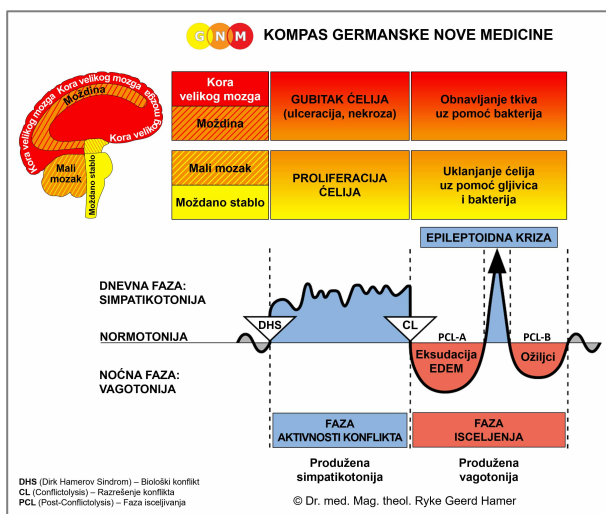 G N M KOMPAS GERMANSKE NOVE MEDICINE
Kora velikog mozga Kora velikog mozga
Moždina
Kora velikog mozga
Kora velikog
Mali mozak
Moždano stablo
Kora
velikog mozga
Moždina
GUBITAK ĆELIJA
(ulceracija, nekroza)
Obnavljanje tkiva
uz pomoć bakterija
Mali mozak
Moždano stablo
PROLIFERACIJA
ĆELIJA
Uklanjanje ćelija
uz pomoć gljivica
i bakterija
EPILEPTOIDNA KRIZA
DNEVNA FAZA:
SIMPATIKOTONIJA
DHS
CL
NORMOTONIJA
PCL-A
PCL-B
Eksudacija
EDEM
Ožiljci
NOĆNA FAZA:
VAGOTONIJA
FAZA
AKTIVNOSTI KONFLIKTA
FAZA
ISCELJENJA
Produžena
simpatikotonija
Produžena
vagotonija
DHS (Dirk Hamerov Sindrom) – Biološki konflikt
CL (Conflictolysis) – Razrešenje konflikta
PCL (Post-Conflictolysis) – Faza isceljivanja
© Dr. med. Mag. theol. Ryke Geerd Hamer